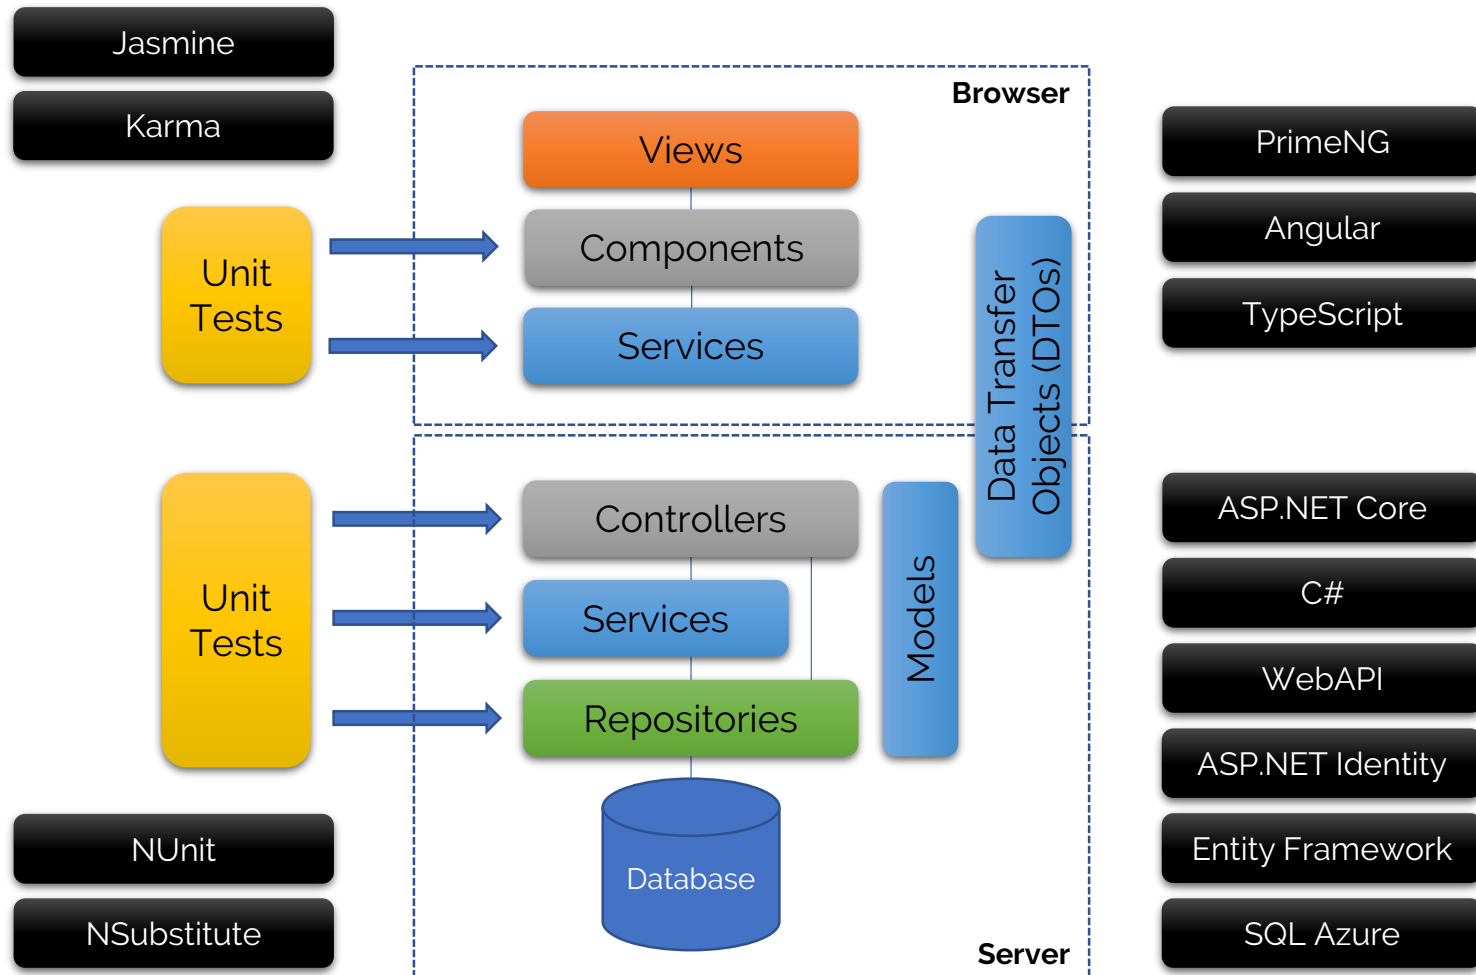 Jasmine
Karma
Browser
Views
Components
Services
Unit
Tests
Data Transfer
Objects (DTOs)
PrimeNG
Angular
TypeScript
Unit
Tests
Controllers
Services
Repositories
Models
Database
Server
ASP.NET Core
C#
WebAPI
ASP.NET Identity
Entity Framework
SQL Azure
NUnit
NSubstitute